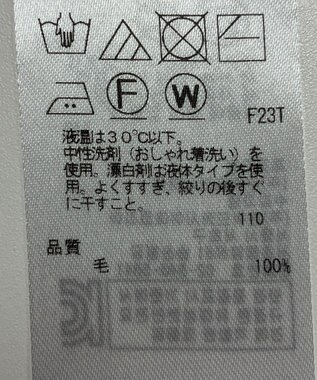 F
W
F23T
液温は30℃以下。
中性洗剤(おしゃれ着洗い)を
使用。漂白剤は液体タイプを使
用。よくすすぎ、絞りの後すぐ
に干すこと。
110
品質
毛 100%